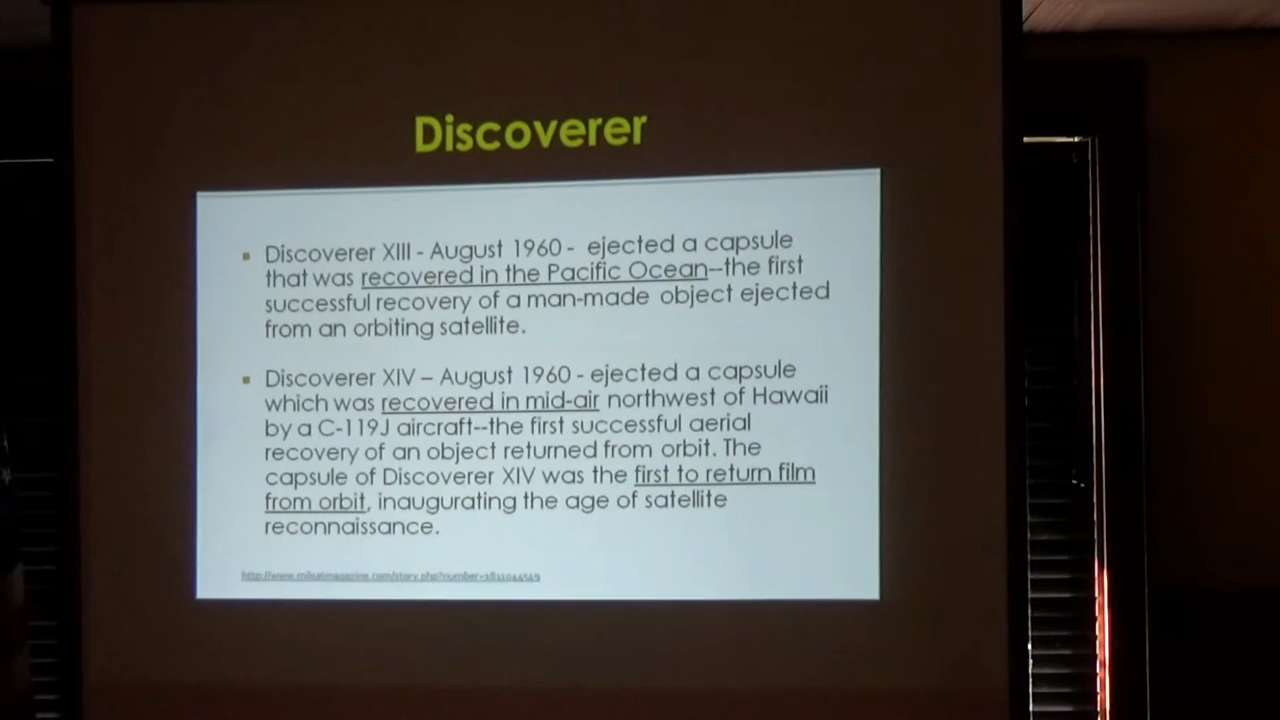 Discoverer
▪ Discoverer XIII - August 1960 - ejected a capsule
that was recovered in the Pacific Ocean--the first
successful recovery of a man-made object ejected
from an orbiting satellite.
▪ Discoverer XIV – August 1960 - ejected a capsule
which was recovered in mid-air northwest of Hawaii
by a C-119J aircraft--the first successful aerial
recovery of an object returned from orbit. The
capsule of Discoverer XIV was the first to return film
from orbit, inaugurating the age of satellite
reconnaissance.